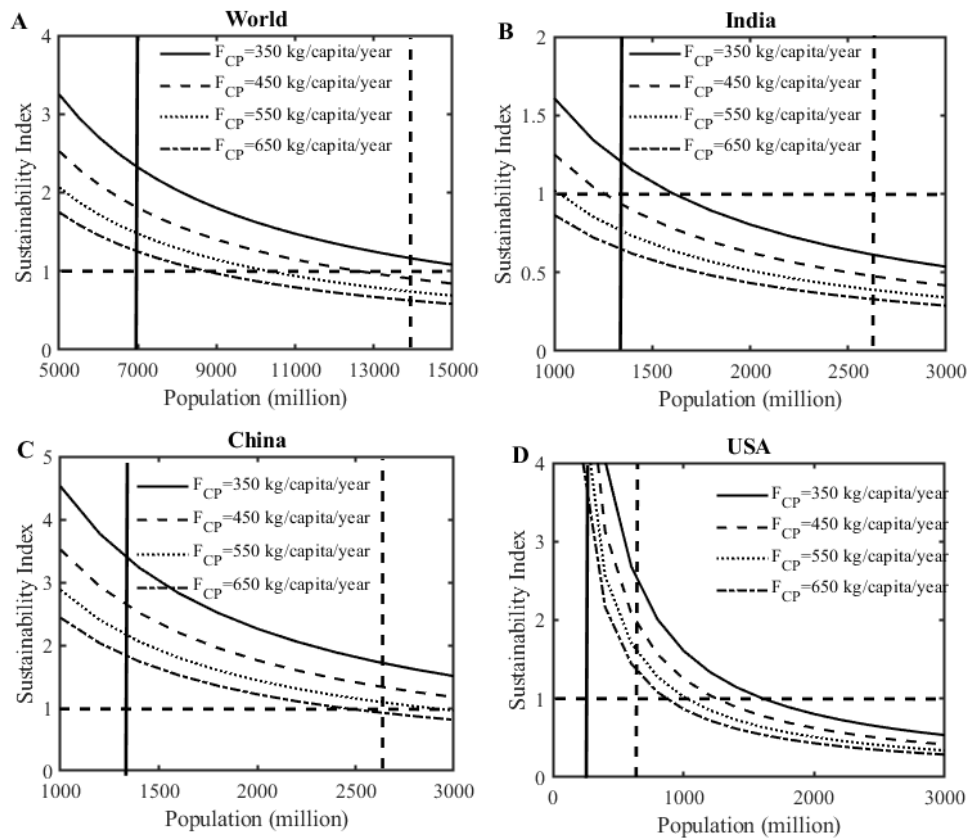 A
World
4
3
2
1
0
Sustainability Index
F_CP=350 kg/capita/year
F_CP=450 kg/capita/year
F_CP=550 kg/capita/year
F_CP=650 kg/capita/year
5000 7000 9000 11000 13000 15000
Population (million)
B
India
2
1.5
1
0.5
0
Sustainability Index
F_CP=350 kg/capita/year
F_CP=450 kg/capita/year
F_CP=550 kg/capita/year
F_CP=650 kg/capita/year
1000 1500 2000 2500 3000
Population (million)
C
China
5
4
3
2
1
0
Sustainability Index
F_CP=350 kg/capita/year
F_CP=450 kg/capita/year
F_CP=550 kg/capita/year
F_CP=650 kg/capita/year
1000 1500 2000 2500 3000
Population (million)
D
USA
4
3
2
1
0
Sustainability Index
F_CP=350 kg/capita/year
F_CP=450 kg/capita/year
F_CP=550 kg/capita/year
F_CP=650 kg/capita/year
0 1000 2000 3000
Population (million)